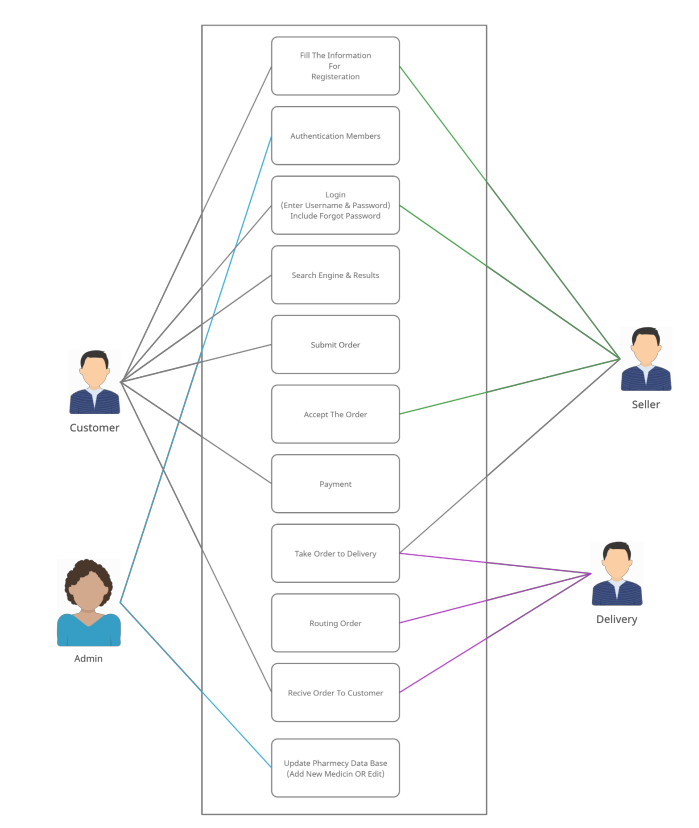 Fill The Information
For
Registeration
Authentication Members
Login
(Enter Username & Password)
Include Forgot Password
Search Engine & Results
Submit Order
Accept The Order
Payment
Take Order to Delivery
Routing Order
Recive Order To Customer
Update Pharmecy Data Base
(Add New Medicin OR Edit)
Customer
Admin
Seller
Delivery